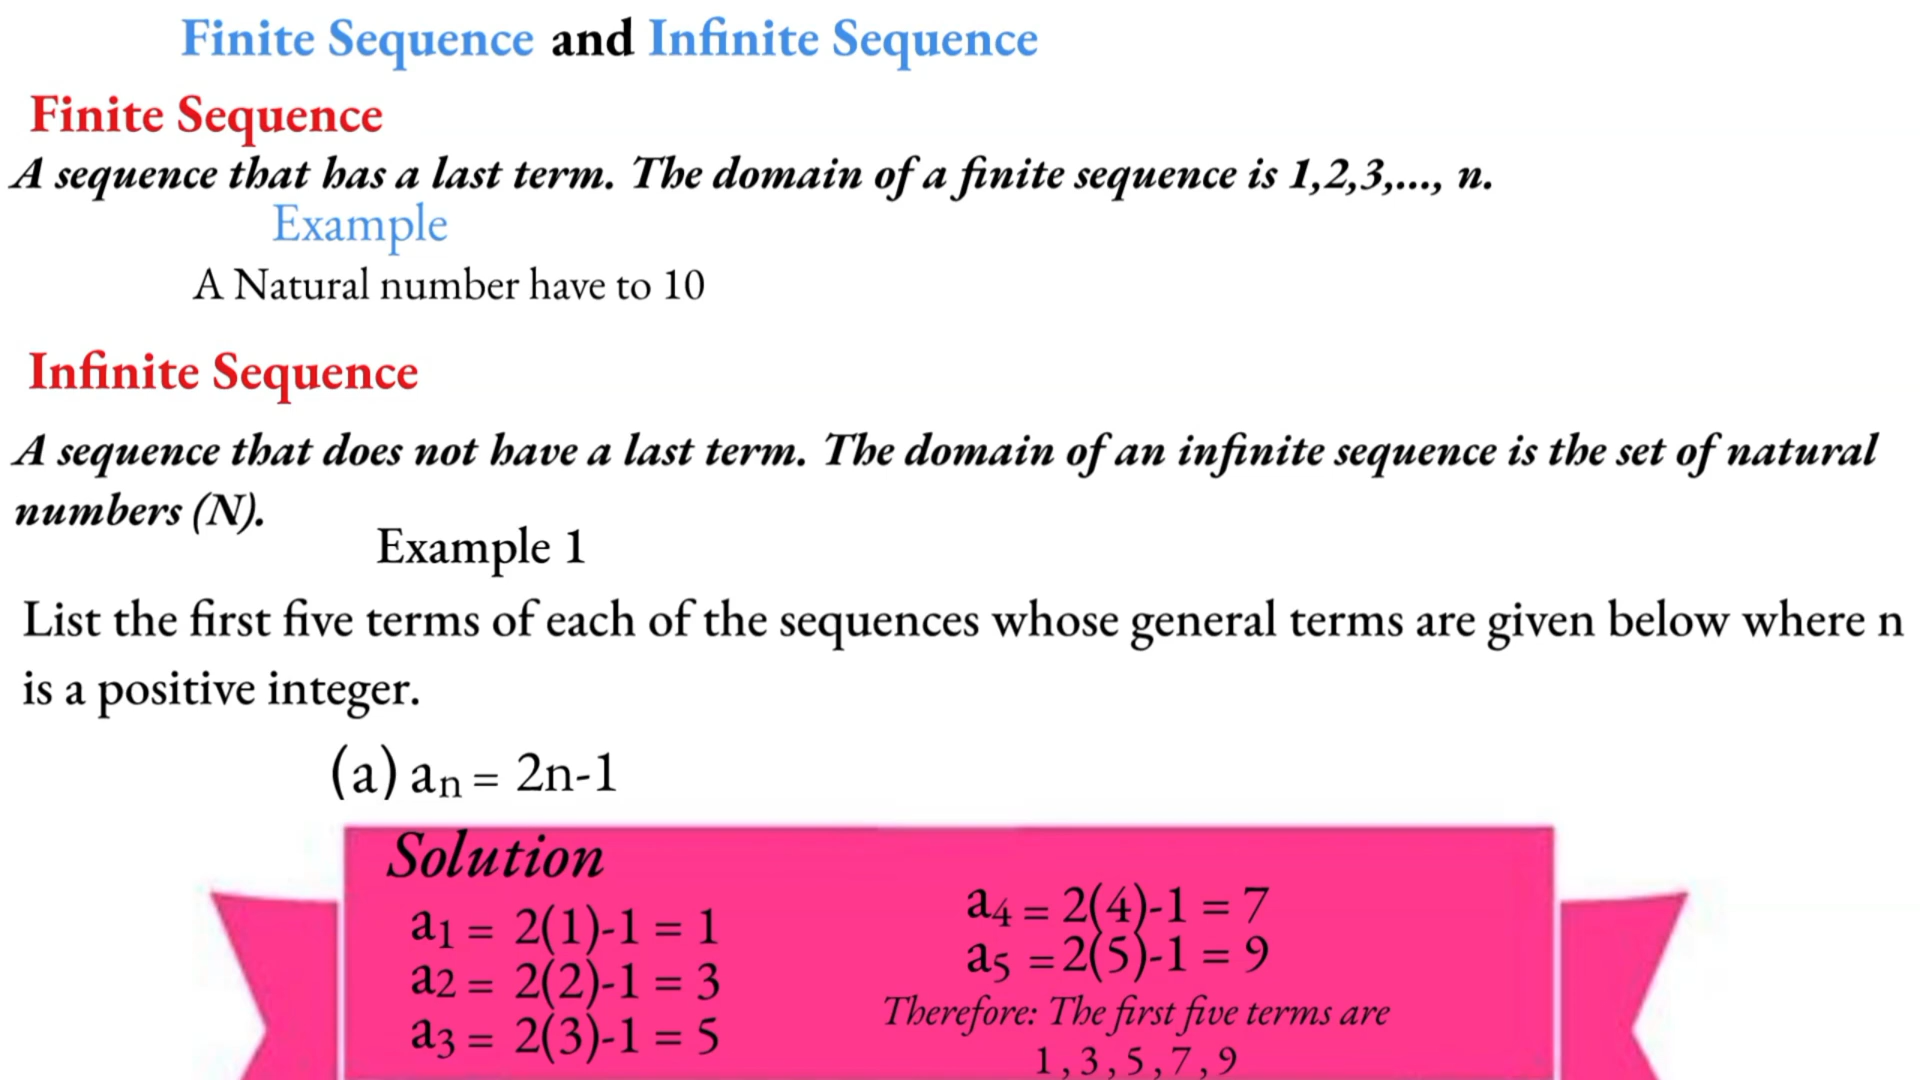 Finite Sequence and Infinite Sequence
Finite Sequence
A sequence that has a last term. The domain of a finite sequence is 1,2,3,..., n.
Example
A Natural number have to 10
Infinite Sequence
A sequence that does not have a last term. The domain of an infinite sequence is the set of natural
numbers (N).
Example 1
List the first five terms of each of the sequences whose general terms are given below where n
is a positive integer.
(a) an = 2n-1
Solution
a1 = 2(1)-1 = 1
a2 = 2(2)-1 = 3
a3 = 2(3)-1 = 5
a4 = 2(4)-1 = 7
a5 =2(5)-1 = 9
Therefore: The first five terms are
1 , 3 , 5 , 7 , 9